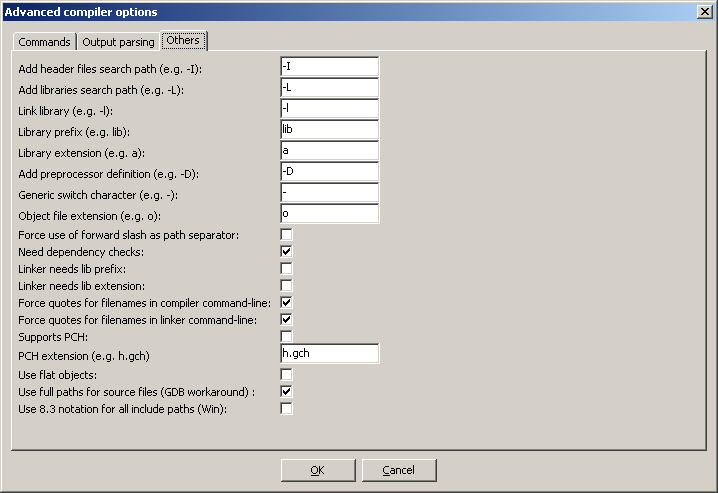 Advanced compiler options
Commands Output parsing Others
Add header files search path (e.g. -I): -I
Add libraries search path (e.g. -L): -L
Link library (e.g. -l): -l
Library prefix (e.g. lib): lib
Library extension (e.g. a): a
Add preprocessor definition (e.g. -D): -D
Generic switch character (e.g. -): -
Object file extension (e.g. o): o
Force use of forward slash as path separator:
Need dependency checks:
Linker needs lib prefix:
Linker needs lib extension:
Force quotes for filenames in compiler command-line:
Force quotes for filenames in linker command-line:
Supports PCH:
PCH extension (e.g. h.gch) h.gch
Use flat objects:
Use full paths for source files (GDB workaround) :
Use 8.3 notation for all include paths (Win):
OK Cancel